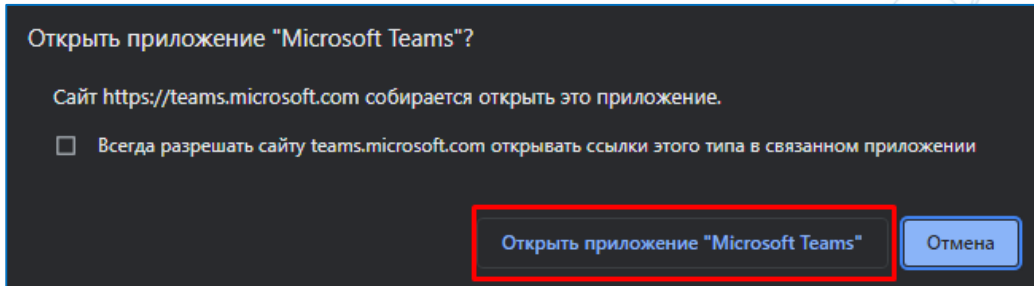 Открыть приложение "Microsoft Teams"?
Сайт https://teams.microsoft.com собирается открыть это приложение.
Всегда разрешать сайту teams.microsoft.com открывать ссылки этого типа в связанном приложении
Открыть приложение "Microsoft Teams" Отмена